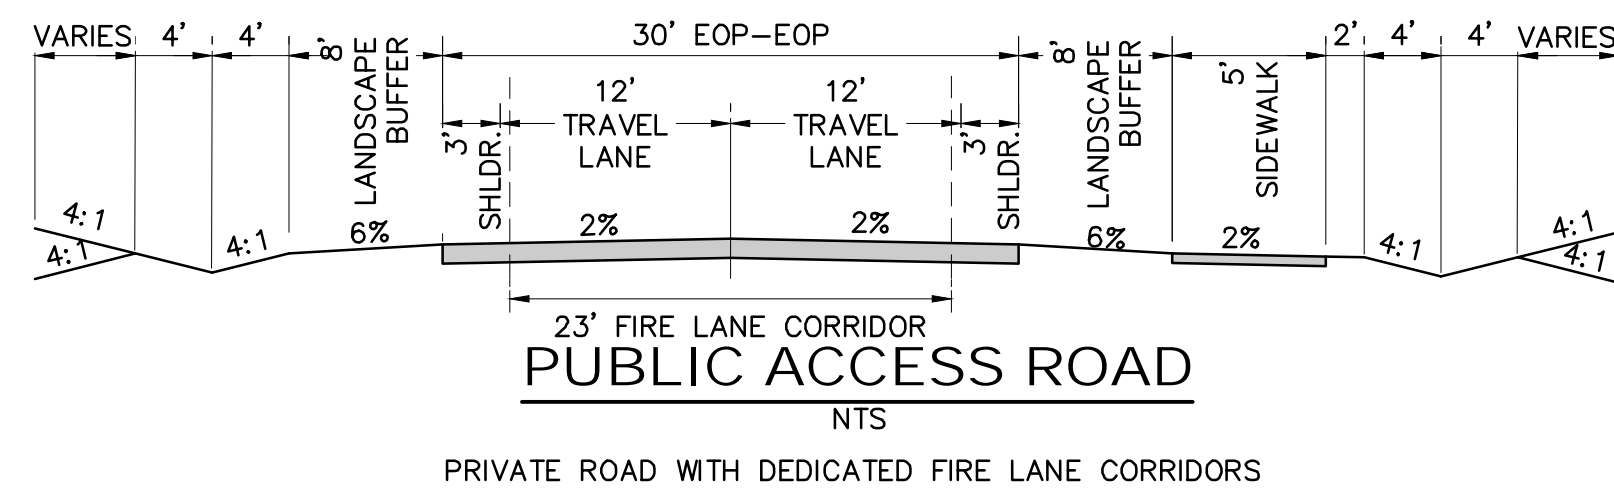 VARIES 4' 4' 8' 30' EOP-EOP 8' 2' 4' 4' VARIES
LANDSCAPE
BUFFER
3'
SHLDR.
12'
TRAVEL
LANE
12'
TRAVEL
LANE
3'
SHLDR.
LANDSCAPE
BUFFER
5'
SIDEWALK
4:1
4:1
4:1
6%
2%
2%
6%
2%
4:1
4:1
4:1
23' FIRE LANE CORRIDOR
PUBLIC ACCESS ROAD
NTS
PRIVATE ROAD WITH DEDICATED FIRE LANE CORRIDORS